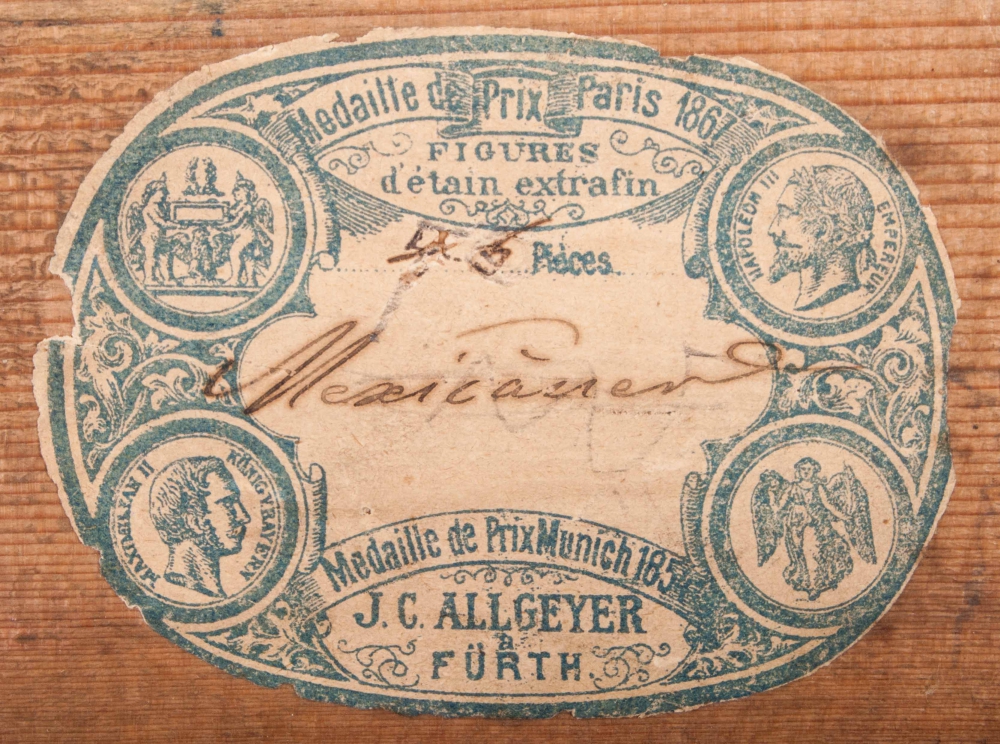 Medaille de Prix Paris 1867
FIGURES
d'étain extrafin
Pièces
NAPOLEON III EMPEREUR
Mexicaner
MAXIMILIAN II KÖNIG V. BAYERN
Medaille de Prix Munich 185
J. C. ALLGEYER
à
FÜRTH.